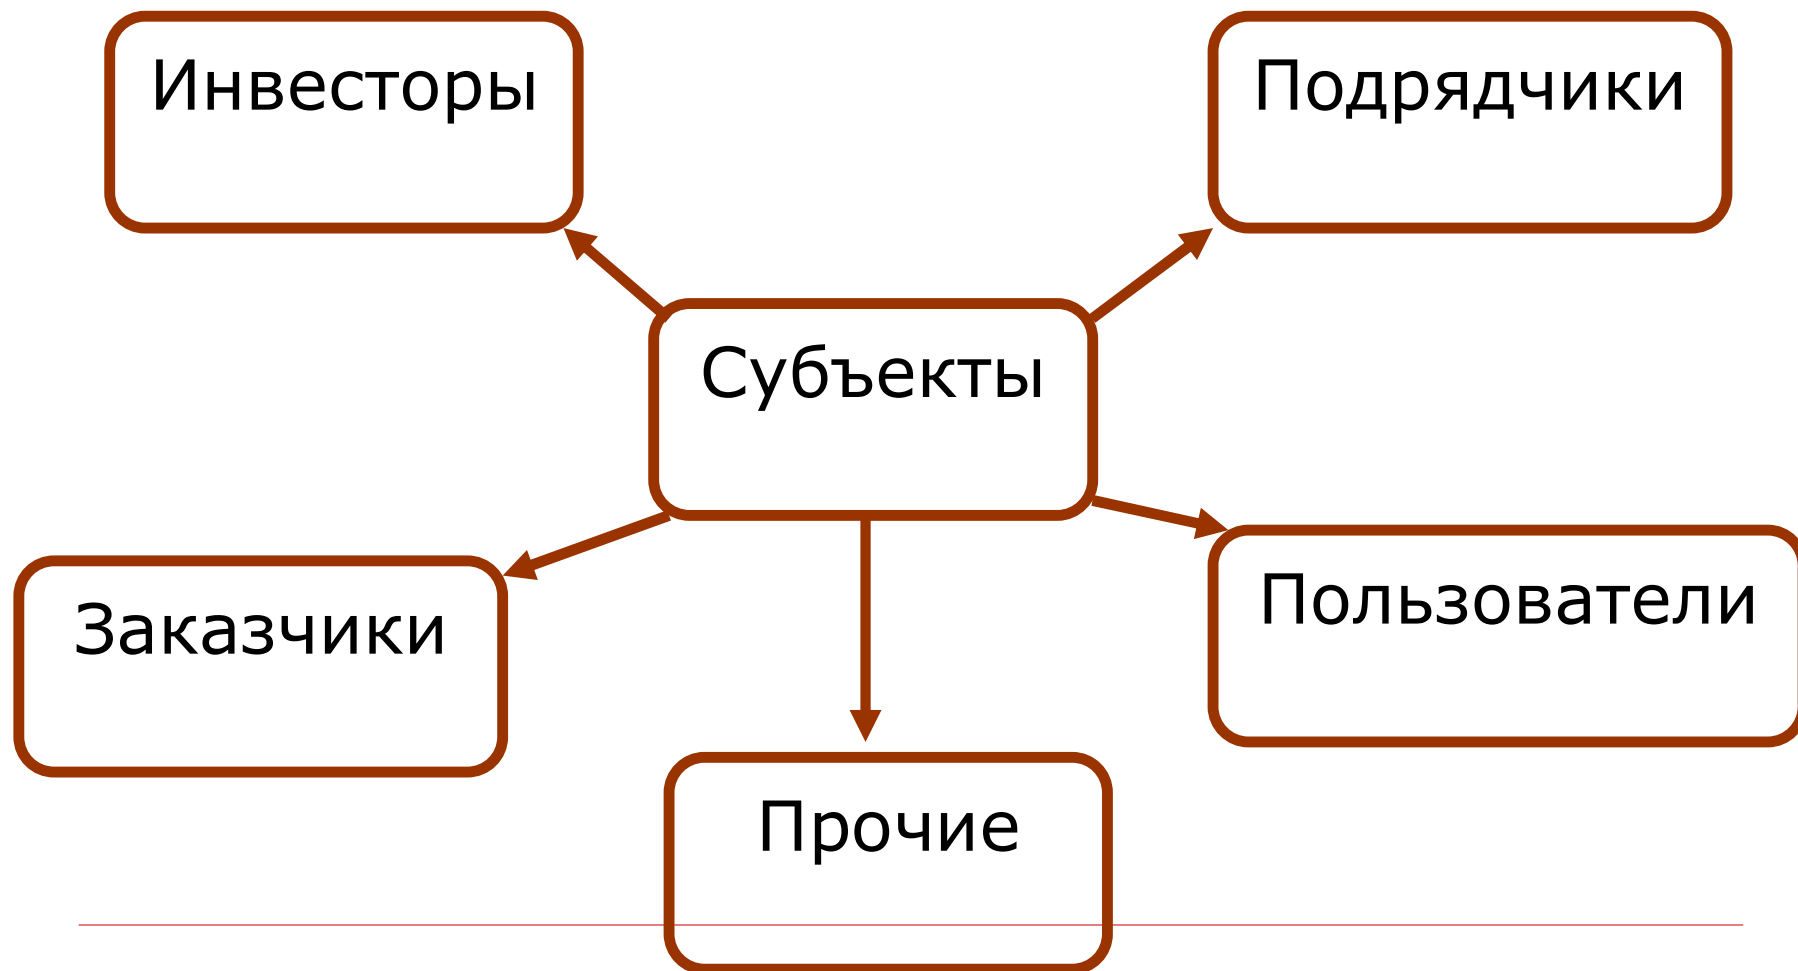 Инвесторы
Подрядчики
Субъекты
Заказчики
Пользователи
Прочие